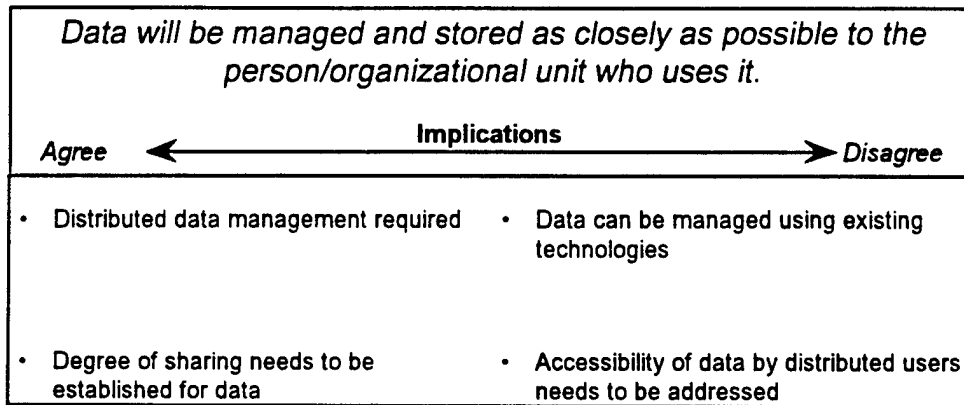 Data will be managed and stored as closely as possible to the
person/organizational unit who uses it.
Implications
Agree Disagree
• Distributed data management required
• Data can be managed using existing
technologies
• Degree of sharing needs to be
established for data
• Accessibility of data by distributed users
needs to be addressed